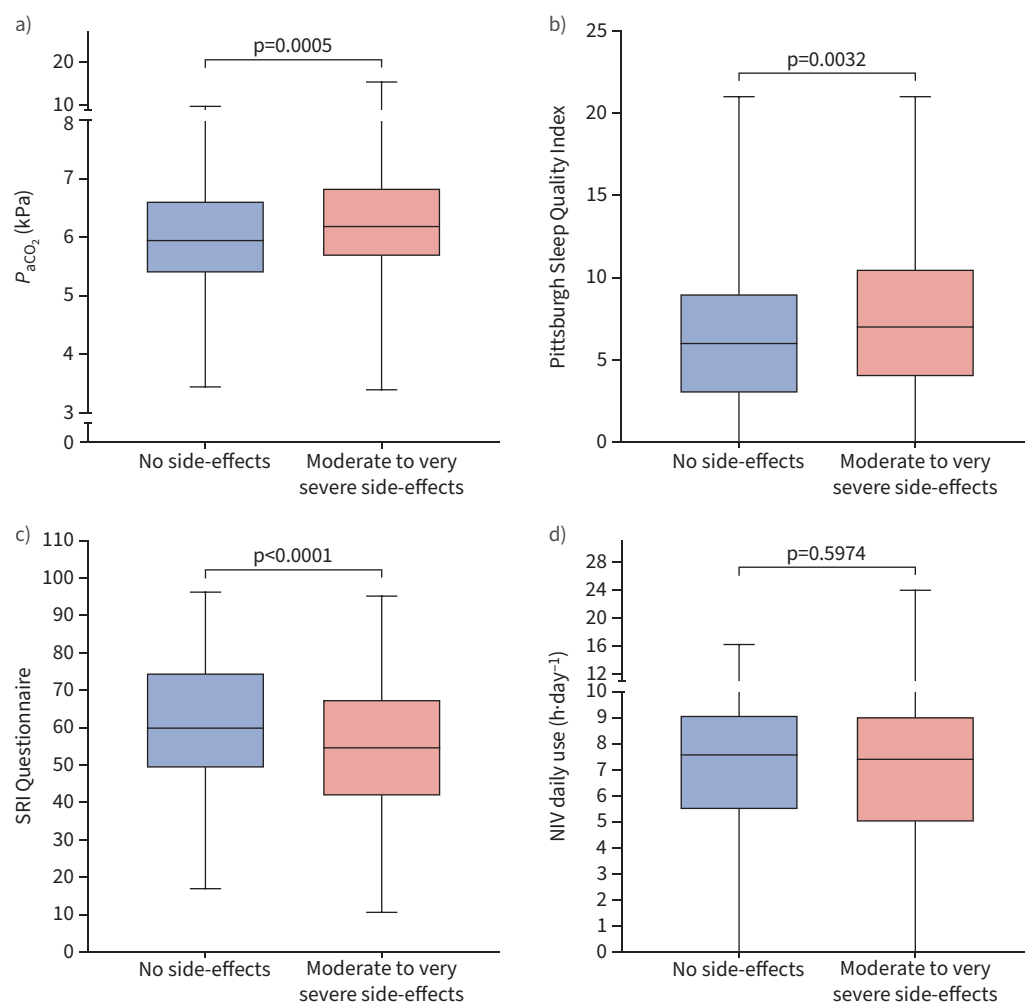 a)
p=0.0005
20
10
8
7
6
5
4
3
0
PaCO2 (kPa)
No side-effects
Moderate to very
severe side-effects
b)
p=0.0032
25
20
15
10
5
0
Pittsburgh Sleep Quality Index
No side-effects
Moderate to very
severe side-effects
c)
p<0.0001
110
100
90
80
70
60
50
40
30
20
10
0
SRI Questionnaire
No side-effects
Moderate to very
severe side-effects
d)
p=0.5974
28
24
20
16
12
10
9
8
7
6
5
4
3
2
1
0
NIV daily use (h·day−1)
No side-effects
Moderate to very
severe side-effects